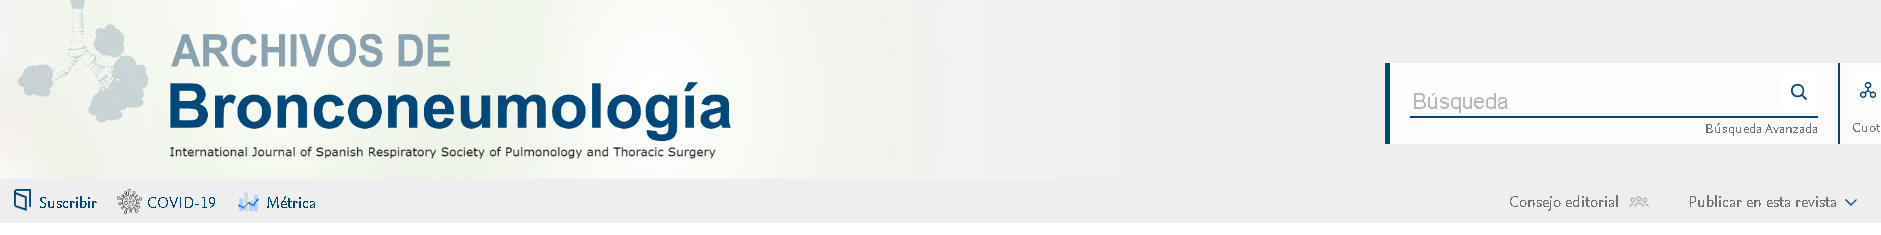 ARCHIVOS DE
Bronconeumología
International Journal of Spanish Respiratory Society of Pulmonology and Thoracic Surgery
Búsqueda
Búsqueda Avanzada
Cuot
Suscribir COVID-19 Métrica Consejo editorial Publicar en esta revista